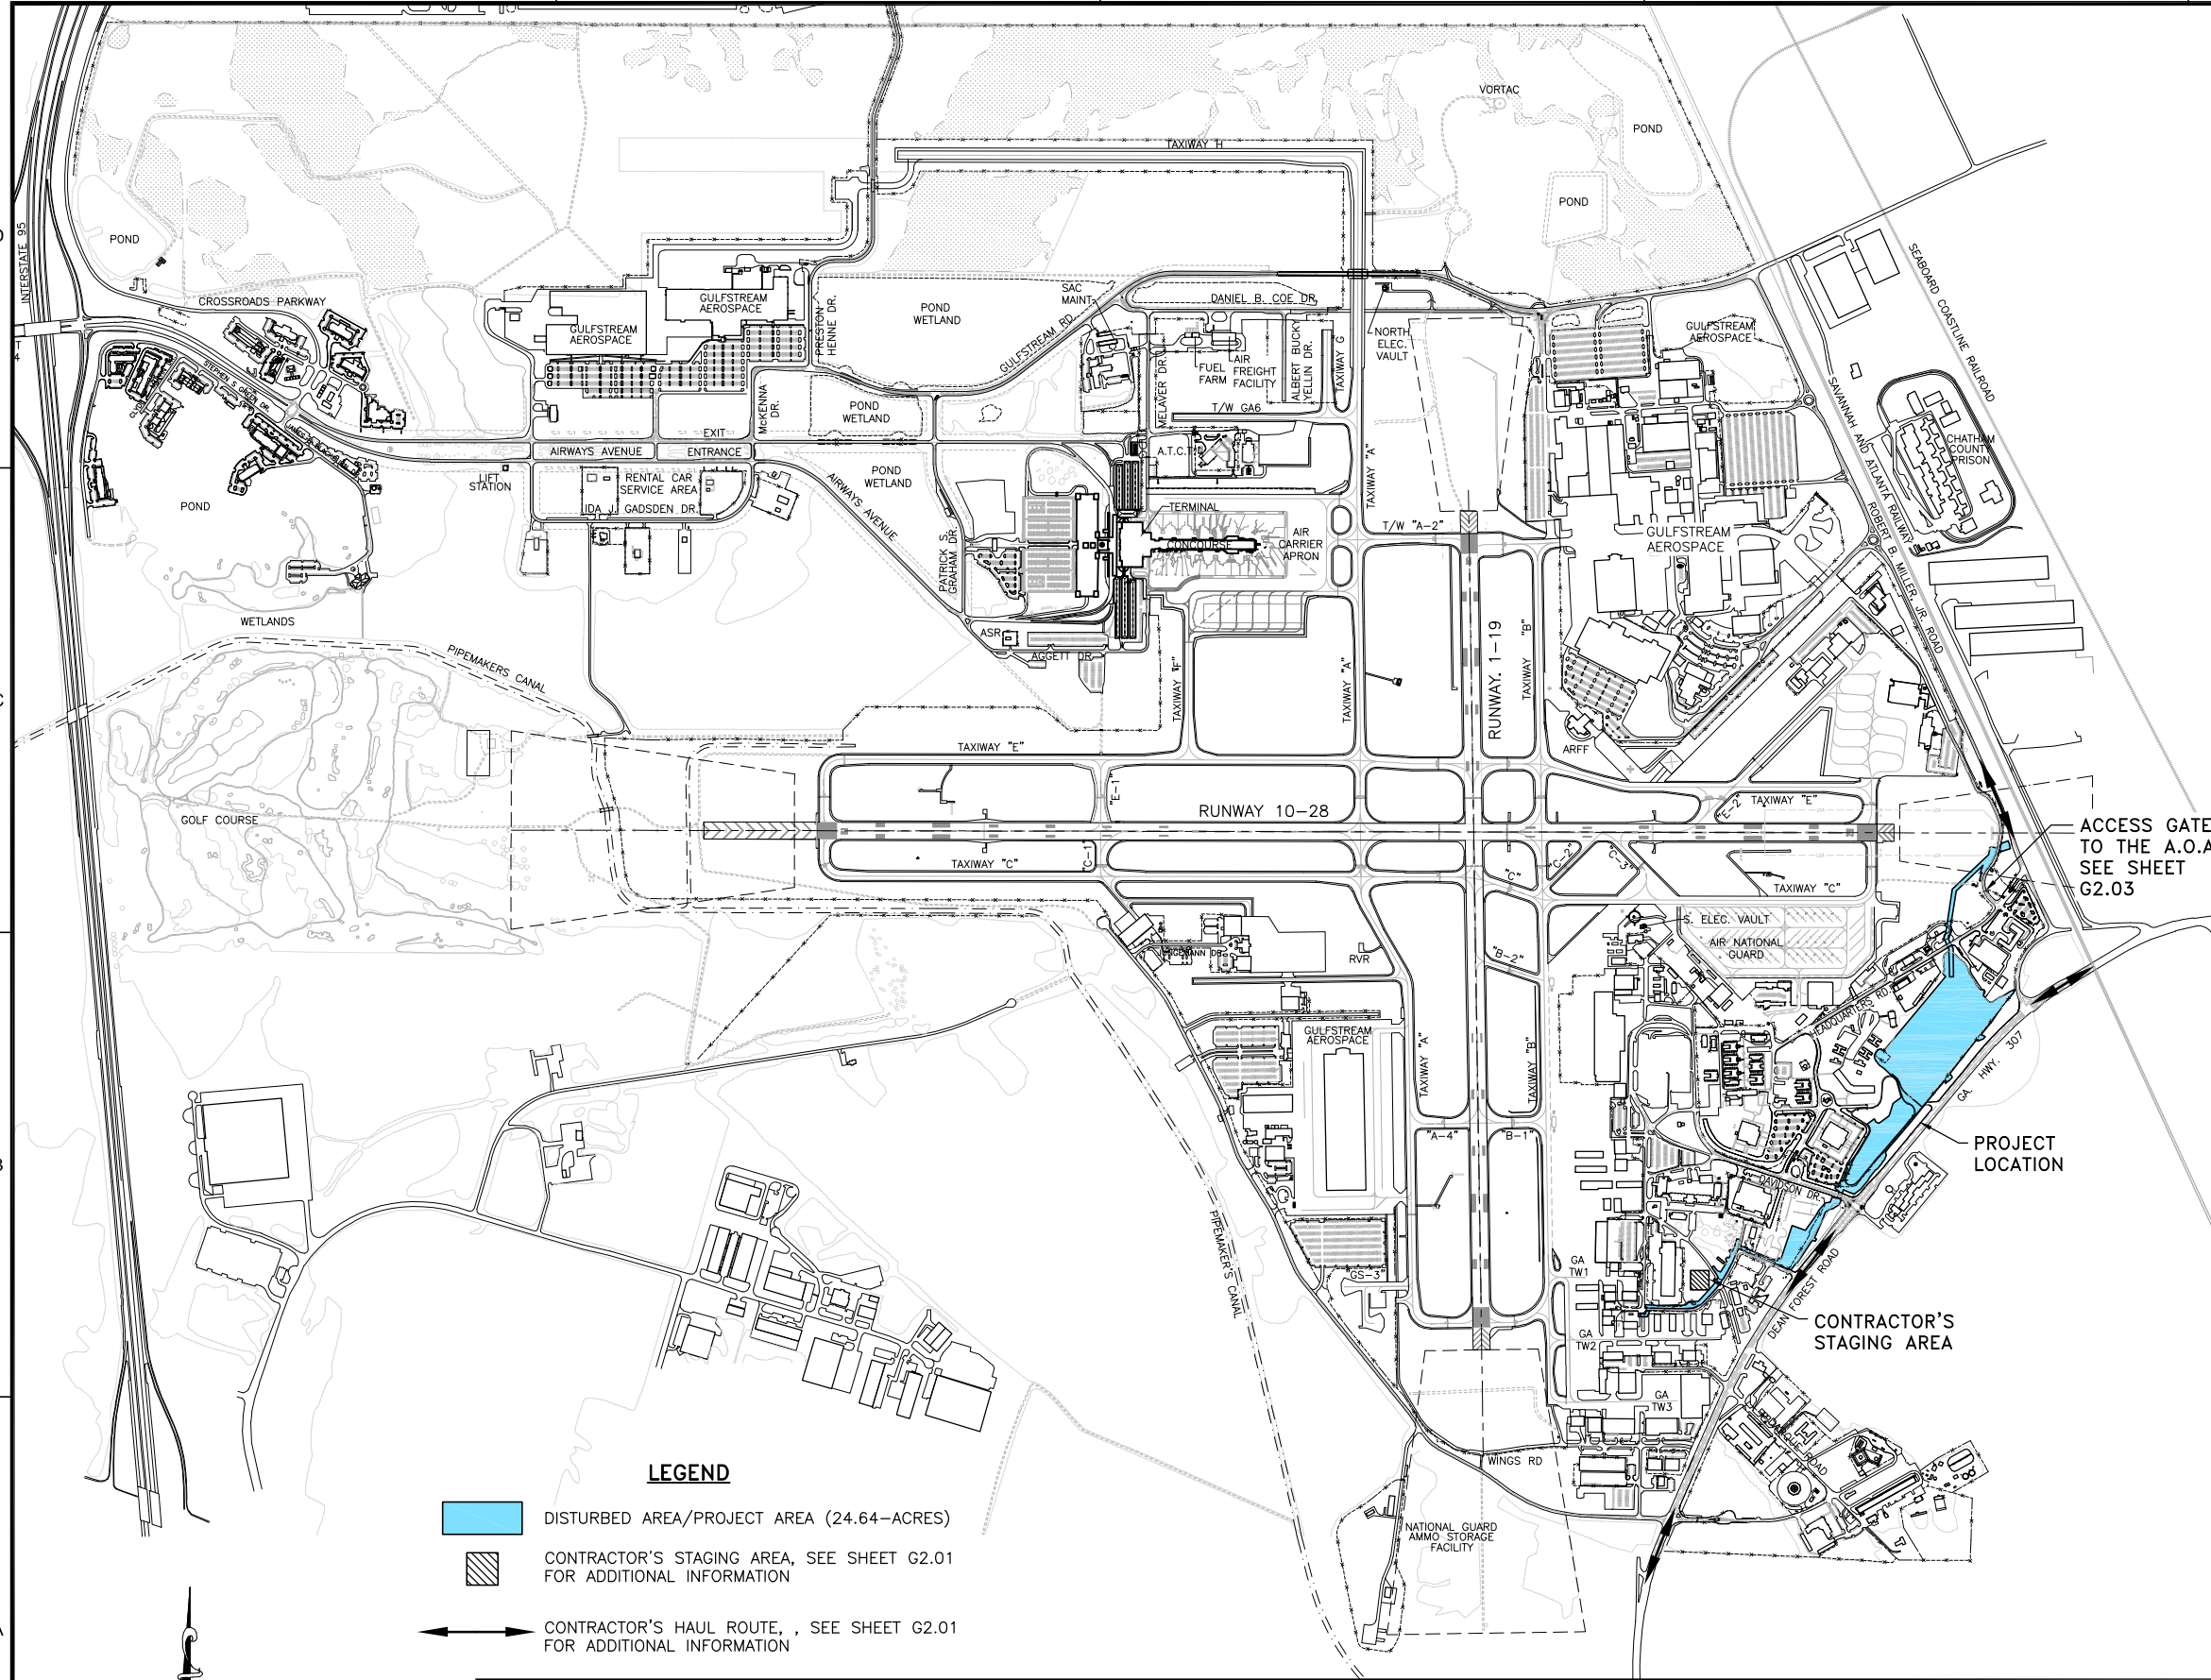 VORTAC
POND
TAXIWAY H
POND
POND
INTERSTATE 95
SEABOARD COASTLINE RAILROAD
CROSSROADS PARKWAY
GULFSTREAM
AEROSPACE
GULFSTREAM
AEROSPACE
PRESTON
HENNE DR.
POND
WETLAND
SAC
MAINT.
DANIEL B. COE DR.
GULFSTREAM RD.
NORTH
ELEC.
VAULT
GULFSTREAM
AEROSPACE
STEPHEN S. GREEN DR.
MELAVER DR.
FUEL
FARM
AIR
FREIGHT
FACILITY
ALBERT BUCKY
YELLIN DR.
TAXIWAY G
SAVANNAH AND ATLANTA RAILWAY
McKENNA
DR.
POND
WETLAND
T/W GA6
EXIT
AIRWAYS AVENUE
ENTRANCE
A.T.C.T.
TAXIWAY "A"
CHATHAM
COUNTY
PRISON
LIFT
STATION
RENTAL CAR
SERVICE AREA
IDA J. GADSDEN DR.
AIRWAYS AVENUE
POND
WETLAND
POND
TERMINAL
CONCOURSE
AIR
CARRIER
APRON
T/W "A-2"
GULFSTREAM
AEROSPACE
ROBERT B. MILLER, JR. ROAD
PATRICK S.
GRAHAM DR.
WETLANDS
ASR
AGGETT DR.
PIPEMAKERS CANAL
TAXIWAY "F"
TAXIWAY "A"
RUNWAY. 1-19
TAXIWAY "B"
ARFF
TAXIWAY "E"
"E-1"
RUNWAY 10-28
"E-2"
TAXIWAY "E"
GOLF COURSE
TAXIWAY "C"
"C-1"
"C"
"C-2"
"C-3"
TAXIWAY "C"
ACCESS GATE
TO THE A.O.A
SEE SHEET
G2.03
S. ELEC. VAULT
AIR NATIONAL
GUARD
RVR
"B-2"
HEADQUARTERS RD.
GULFSTREAM
AEROSPACE
TAXIWAY "A"
TAXIWAY "B"
GA. HWY. 307
"A-4"
"B-1"
PROJECT
LOCATION
DAVIDSON DR.
PIPEMAKER'S CANAL
"GS-3"
GA
TW1
DEAN FOREST ROAD
CONTRACTOR'S
STAGING AREA
GA
TW2
GA
TW3
WINGS RD
NATIONAL GUARD
AMMO STORAGE
FACILITY
LEGEND
DISTURBED AREA/PROJECT AREA (24.64-ACRES)
CONTRACTOR'S STAGING AREA, SEE SHEET G2.01
FOR ADDITIONAL INFORMATION
CONTRACTOR'S HAUL ROUTE, , SEE SHEET G2.01
FOR ADDITIONAL INFORMATION